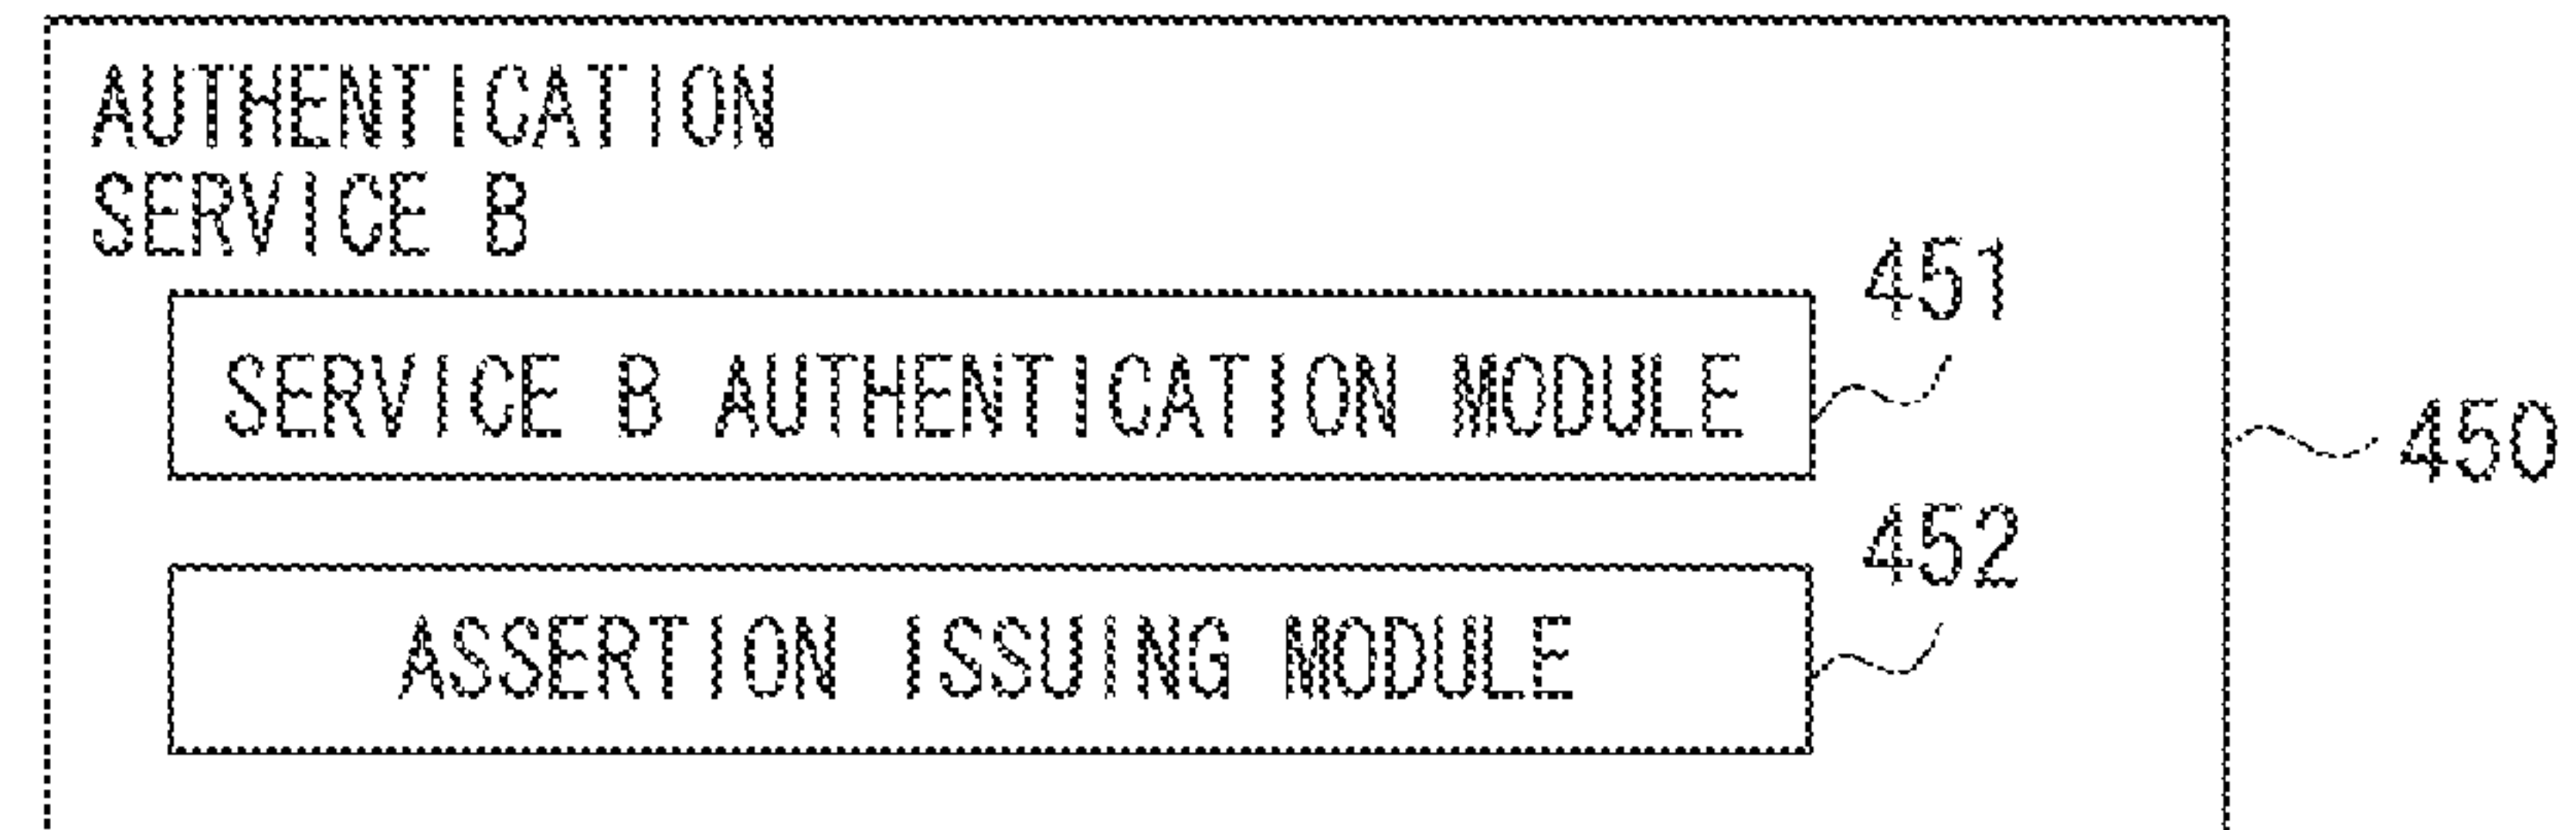 AUTHENTICATION
SERVICE B
451
SERVICE B AUTHENTICATION MODULE
450
452
ASSERTION ISSUING MODULE